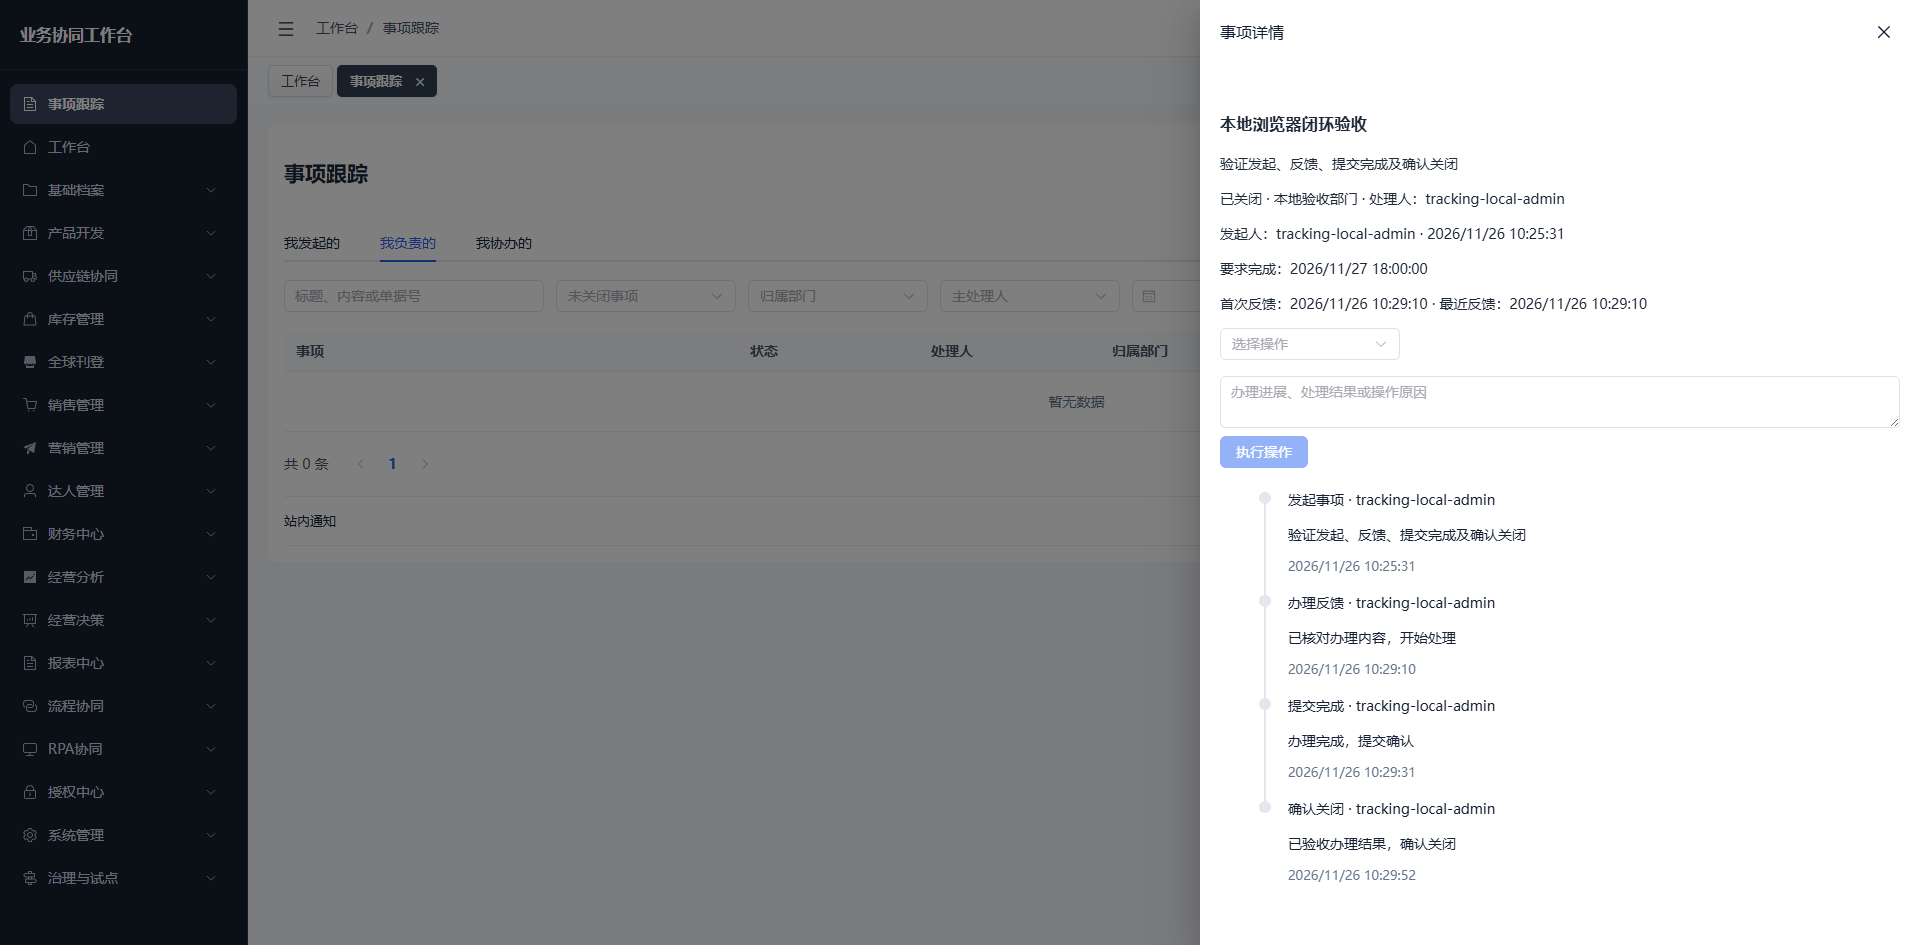 业务协同工作台
事项跟踪
工作台
基础档案
产品开发
供应链协同
库存管理
全球刊登
销售管理
营销管理
达人管理
财务中心
经营分析
经营决策
报表中心
流程协同
RPA协同
授权中心
系统管理
治理与试点
工作台 / 事项跟踪
工作台 事项跟踪
事项跟踪
我发起的 我负责的 我协办的
标题、内容或单据号 未关闭事项 归属部门 主处理人
事项 状态 处理人 归属部门
暂无数据
共 0 条 1
站内通知
事项详情
本地浏览器闭环验收
验证发起、反馈、提交完成及确认关闭
已关闭 · 本地验收部门 · 处理人：tracking-local-admin
发起人：tracking-local-admin · 2026/11/26 10:25:31
要求完成：2026/11/27 18:00:00
首次反馈：2026/11/26 10:29:10 · 最近反馈：2026/11/26 10:29:10
选择操作
办理进展、处理结果或操作原因
执行操作
发起事项 · tracking-local-admin
验证发起、反馈、提交完成及确认关闭
2026/11/26 10:25:31
办理反馈 · tracking-local-admin
已核对办理内容，开始处理
2026/11/26 10:29:10
提交完成 · tracking-local-admin
办理完成，提交确认
2026/11/26 10:29:31
确认关闭 · tracking-local-admin
已验收办理结果，确认关闭
2026/11/26 10:29:52